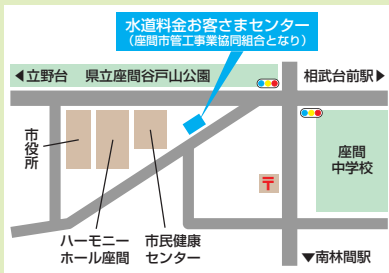 水道料金お客さまセンター
（座間市管工事業協同組合となり）
◀立野台　県立座間谷戸山公園
相武台前駅▶
市役所
座間
中学校
〒
ハーモニー
ホール座間
市民健康
センター
▼南林間駅